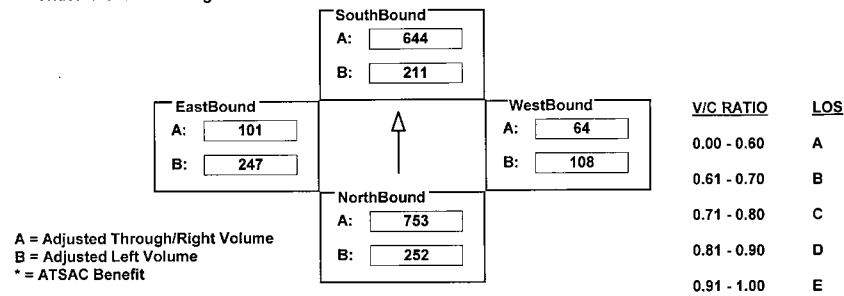 SouthBound
A: 644
B: 211
EastBound
A: 101
B: 247
WestBound
A: 64
B: 108
NorthBound
A: 753
B: 252
A = Adjusted Through/Right Volume
B = Adjusted Left Volume
* = ATSAC Benefit
V/C RATIO LOS
0.00 - 0.60 A
0.61 - 0.70 B
0.71 - 0.80 C
0.81 - 0.90 D
0.91 - 1.00 E